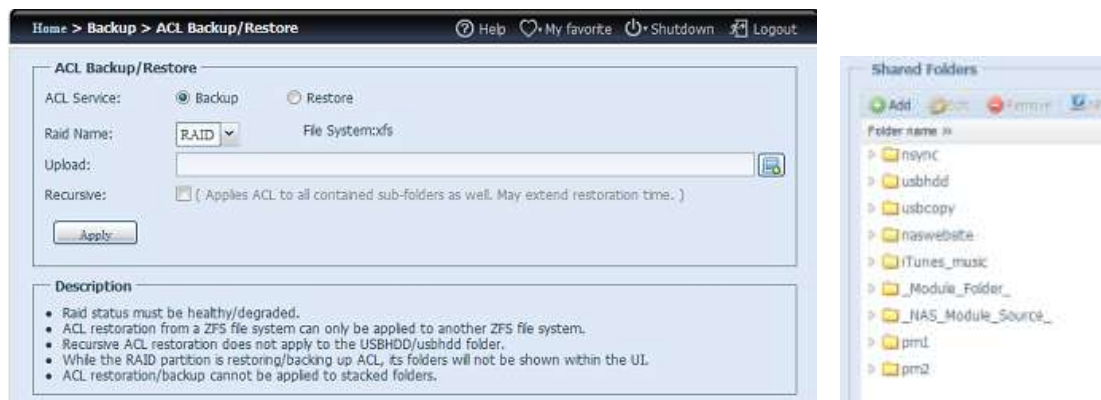 Home > Backup > ACL Backup/Restore
Help My favorite Shutdown Logout
ACL Backup/Restore
ACL Service: Backup Restore
Raid Name: RAID File System:xfs
Upload:
Recursive: ( Applies ACL to all contained sub-folders as well. May extend restoration time. )
Apply
Description
Raid status must be healthy/degraded.
ACL restoration from a ZFS file system can only be applied to another ZFS file system.
Recursive ACL restoration does not apply to the USBHDD/usbhdd folder.
While the RAID partition is restoring/backing up ACL, its folders will not be shown within the UI.
ACL restoration/backup cannot be applied to stacked folders.
Shared Folders
Add Edit Remove
Folder name
nsync
usbhdd
usbcopy
naswebsite
iTunes_music
_Module_Folder_
_NAS_Module_Source_
pm2